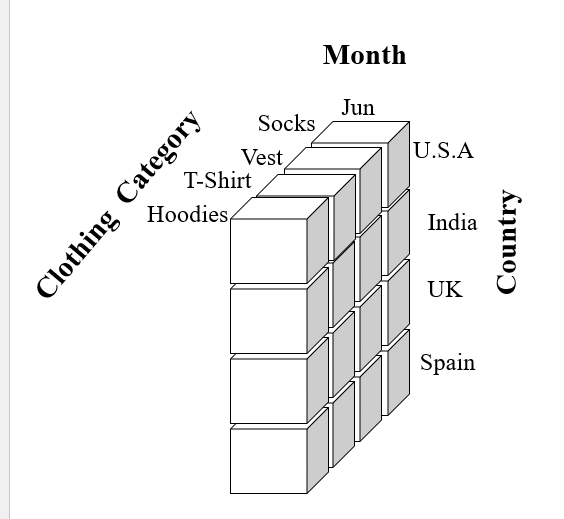 Month
Jun
Socks
Vest
T-Shirt
Hoodies
Clothing Category
U.S.A
India
UK
Spain
Country